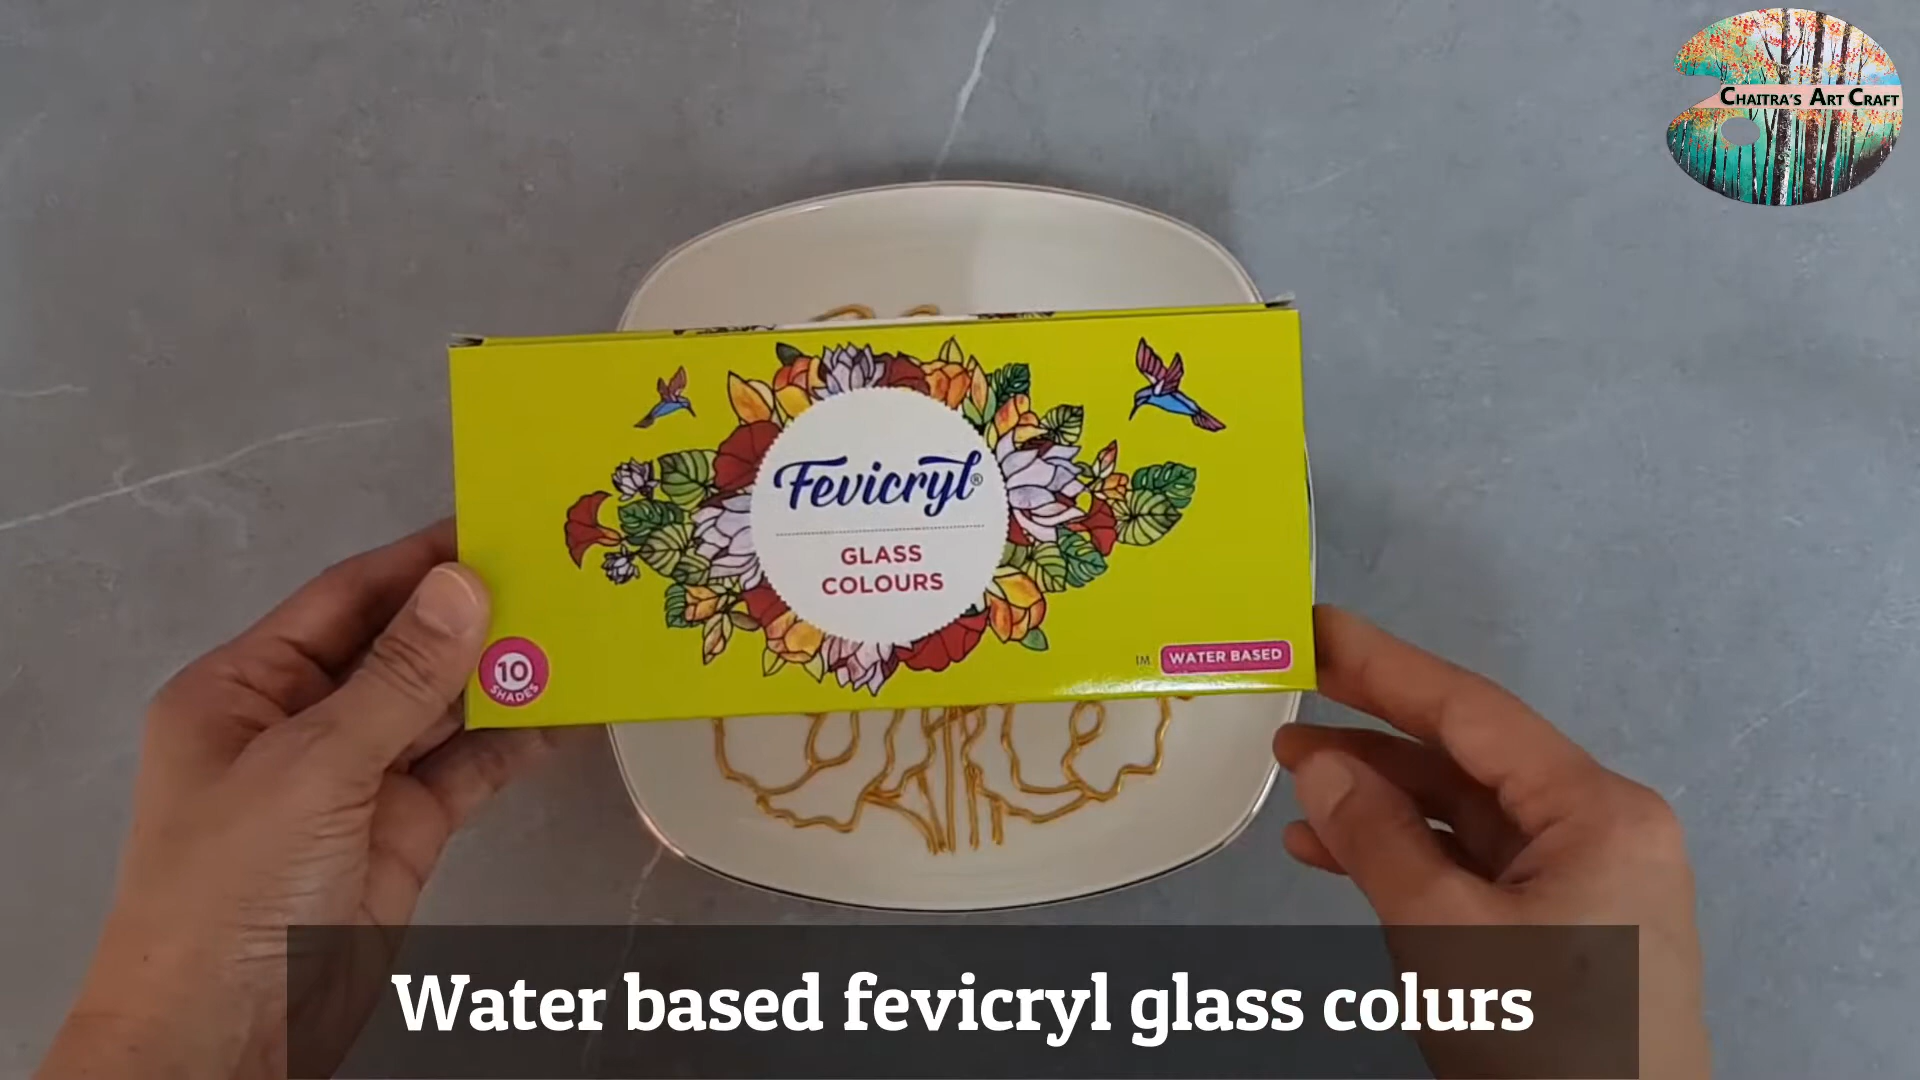 CHAITRA'S ART CRAFT
Fevicryl®
GLASS
COLOURS
10
SHADES
TM WATER BASED
Water based fevicryl glass colurs